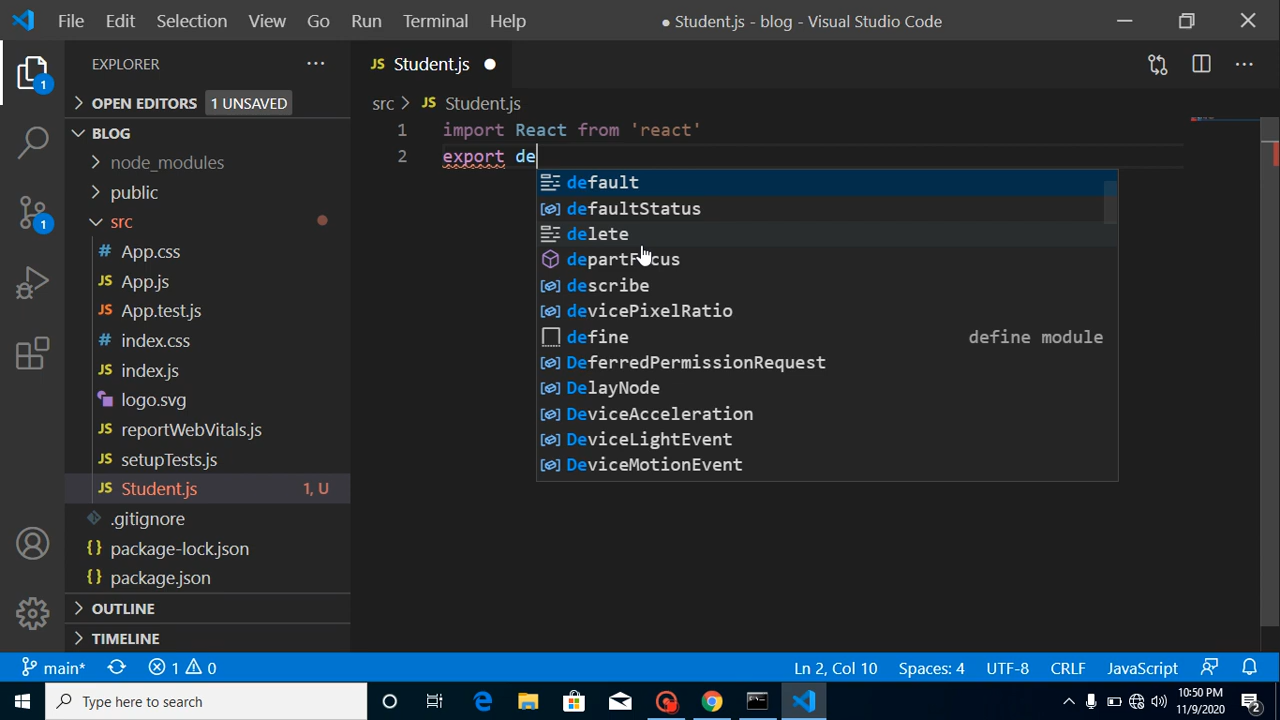 File Edit Selection View Go Run Terminal Help
● Student.js - blog - Visual Studio Code
EXPLORER
OPEN EDITORS 1 UNSAVED
BLOG
node_modules
public
src
App.css
App.js
App.test.js
index.css
index.js
logo.svg
reportWebVitals.js
setupTests.js
Student.js 1, U
.gitignore
package-lock.json
package.json
OUTLINE
TIMELINE
1
1
JS Student.js ●
src > JS Student.js
1 import React from 'react'
2 export de
default
defaultStatus
delete
departFocus
describe
devicePixelRatio
define define module
DeferredPermissionRequest
DelayNode
DeviceAcceleration
DeviceLightEvent
DeviceMotionEvent
main* 1 0 Ln 2, Col 10 Spaces: 4 UTF-8 CRLF JavaScript
Type here to search
10:50 PM
11/9/2020
2